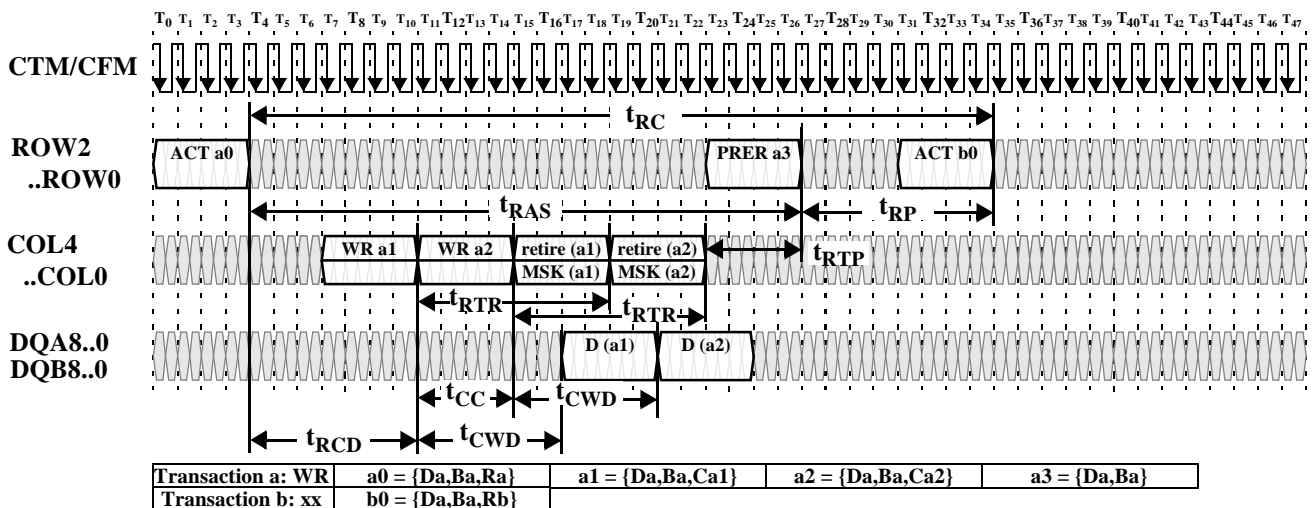 T0 T1 T2 T3 T4 T5 T6 T7 T8 T9 T10 T11 T12 T13 T14 T15 T16 T17 T18 T19 T20 T21 T22 T23 T24 T25 T26 T27 T28 T29 T30 T31 T32 T33 T34 T35 T36 T37 T38 T39 T40 T41 T42 T43 T44 T45 T46 T47
CTM/CFM
tRC
ROW2
..ROW0
ACT a0 PRER a3 ACT b0
tRAS tRP
COL4
..COL0
WR a1 WR a2 retire (a1) retire (a2)
MSK (a1) MSK (a2)
tRTP
tRTR tRTR
DQA8..0
DQB8..0
D (a1) D (a2)
tCC tCWD
tRCD tCWD
Transaction a: WR a0 = {Da,Ba,Ra} a1 = {Da,Ba,Ca1} a2 = {Da,Ba,Ca2} a3 = {Da,Ba}
Transaction b: xx b0 = {Da,Ba,Rb}